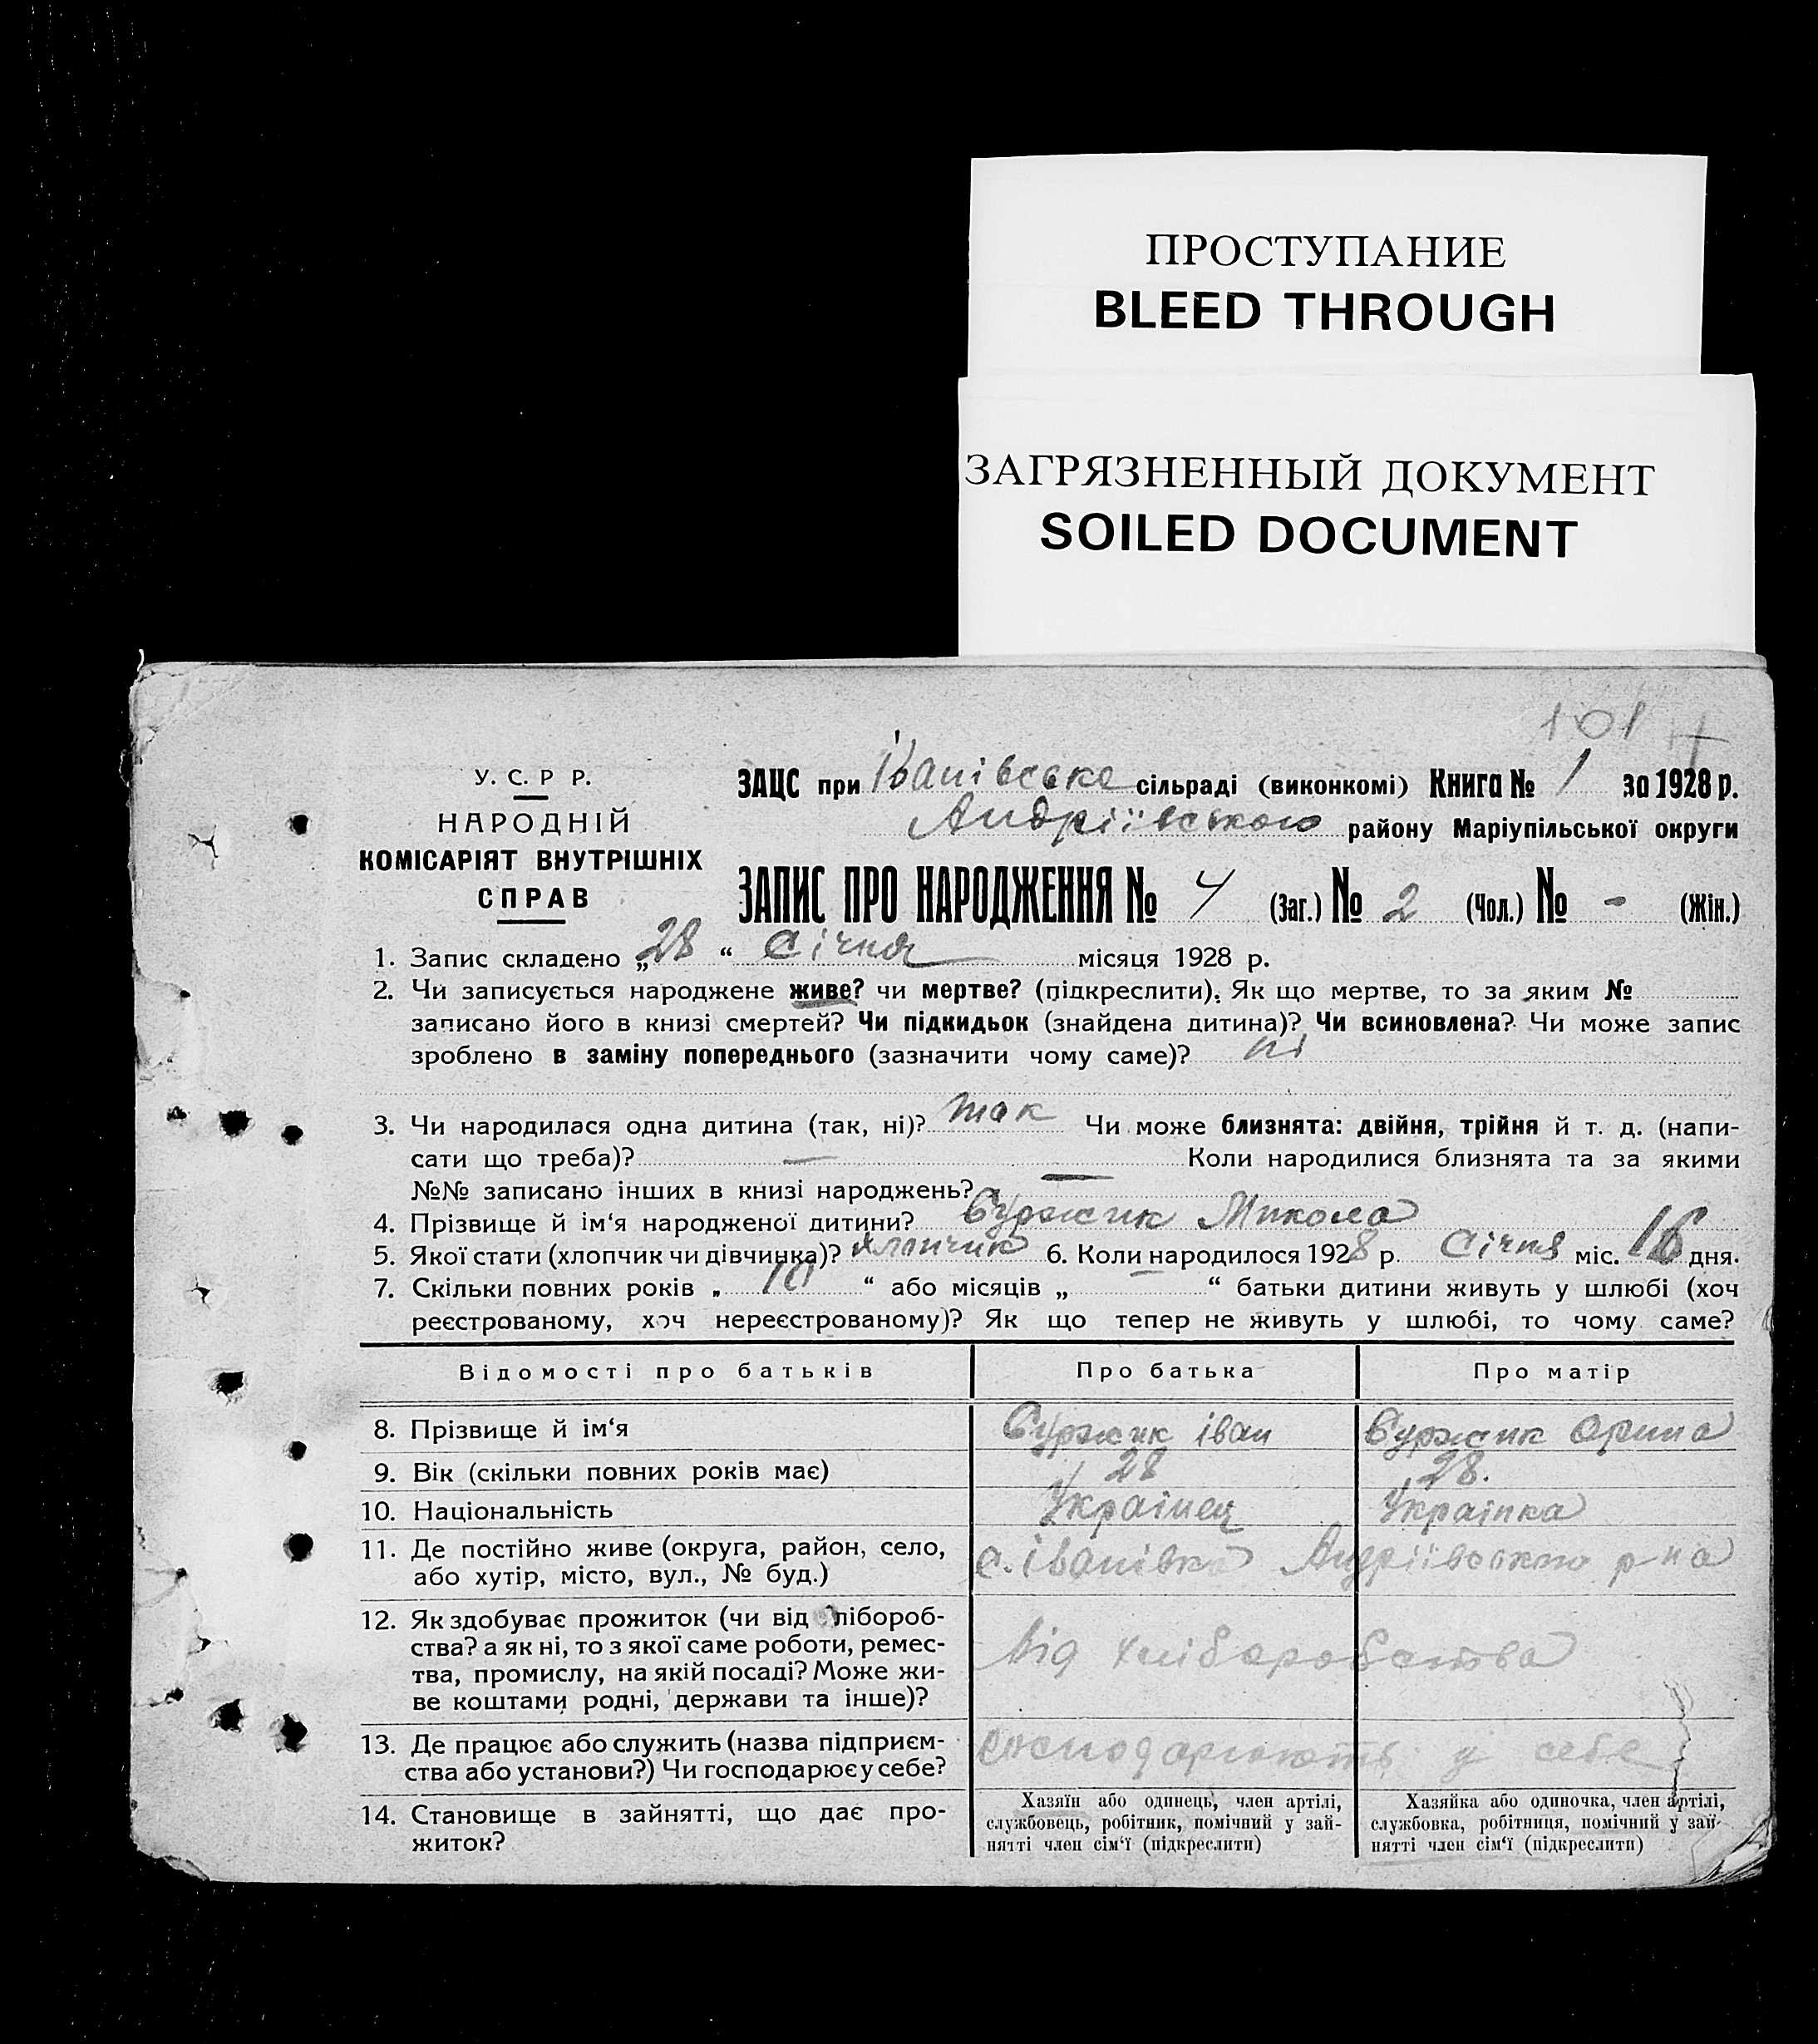 ПРОСТУПАНИЕ
BLEED THROUGH
ЗАГРЯЗНЕННЫЙ ДОКУМЕНТ
SOILED DOCUMENT
101
У. С. Р Р.
НАРОДНІЙ
КОМІСАРІЯТ ВНУТРІШНІХ
СПРАВ
ЗАЦС при Іванівське сільраді (виконкомі) Книга № 1 за 1928 р.
Андріївського району Маріупільської округи
ЗАПИС ПРО НАРОДЖЕННЯ № 4 (Заг.) № 2 (Чол.) № - (Жін.)
1. Запис складено „ 28 “ Січня місяця 1928 р.
2. Чи записується народжене живе? чи мертве? (підкреслити). Як що мертве, то за яким №
записано його в книзі смертей? Чи підкидьок (знайдена дитина)? Чи всиновлена? Чи може запис
зроблено в заміну попереднього (зазначити чому саме)? ні
3. Чи народилася одна дитина (так, ні)? так Чи може близнята: двійня, трійня й т. д. (напи-
сати що треба)? — Коли народилися близнята та за якими
№№ записано інших в книзі народжень? —
4. Прізвище й ім‘я народженої дитини? Суржик Микола
5. Якої стати (хлопчик чи дівчинка)? хлопчик 6. Коли народилося 1928 р. Січня міс. 16 дня.
7. Скільки повних років „ 10 “ або місяців „ — “ батьки дитини живуть у шлюбі (хоч
реєстрованому, хоч нереєстрованому)? Як що тепер не живуть у шлюбі, то чому саме?
Відомості про батьків Про батька Про матір
8. Прізвище й ім‘я Суржик іван Суржик Орина
9. Вік (скільки повних років має) 28 28.
10. Національність Українец Українка
11. Де постійно живе (округа, район, село,
або хутір, місто, вул., № буд.) с. іванівка Андріївського р-на
12. Як здобуває прожиток (чи від хлібороб-
ства? а як ні, то з якої саме роботи, ремес-
тва, промислу, на якій посаді? Може жи-
ве коштами родні, держави та інше)? Від хліборобства
13. Де працює або служить (назва підприєм-
ства або установи?) Чи господарює у себе? господарюють у себе
14. Становище в зайнятті, що дає про-
житок?
Хазяїн або одинець, член артілі,
службовець, робітник, помічний у зай-
нятті член сім‘ї (підкреслити)
Хазяйка або одиночка, член артілі,
службовка, робітниця, помічний у зай-
нятті член сім‘ї (підкреслити)